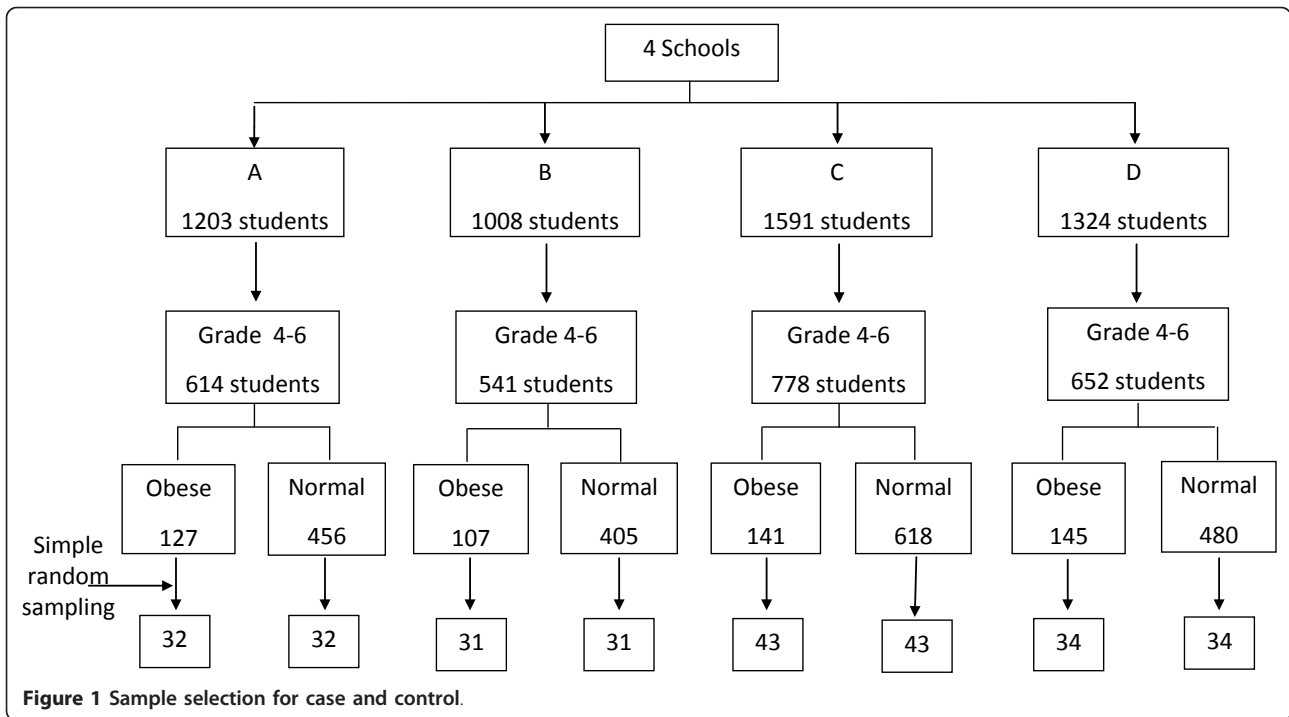 4 Schools
A
1203 students
B
1008 students
C
1591 students
D
1324 students
Grade 4-6
614 students
Grade 4-6
541 students
Grade 4-6
778 students
Grade 4-6
652 students
Obese
127
Normal
456
Obese
107
Normal
405
Obese
141
Normal
618
Obese
145
Normal
480
Simple
random
sampling
32
32
31
31
43
43
34
34
Figure 1 Sample selection for case and control.